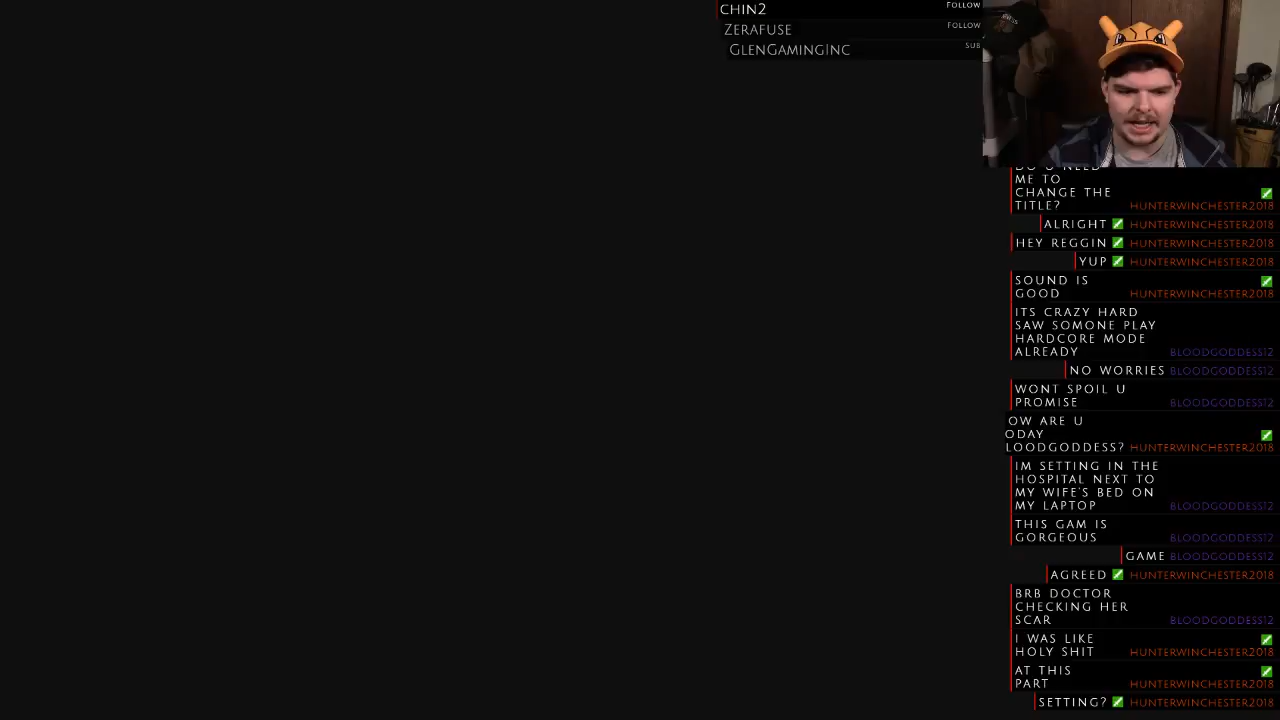 CHIN2 FOLLOW
ZERAFUSE FOLLOW
GLENGAMINGINC SUB
DO U NEED
ME TO
CHANGE THE
TITLE? HUNTERWINCHESTER2018
ALRIGHT HUNTERWINCHESTER2018
HEY REGGIN HUNTERWINCHESTER2018
YUP HUNTERWINCHESTER2018
SOUND IS
GOOD HUNTERWINCHESTER2018
ITS CRAZY HARD
SAW SOMONE PLAY
HARDCORE MODE
ALREADY BLOODGODDESS12
NO WORRIES BLOODGODDESS12
WONT SPOIL U
PROMISE BLOODGODDESS12
OW ARE U
ODAY
LOODGODDESS? HUNTERWINCHESTER2018
IM SETTING IN THE
HOSPITAL NEXT TO
MY WIFE'S BED ON
MY LAPTOP BLOODGODDESS12
THIS GAM IS
GORGEOUS BLOODGODDESS12
GAME BLOODGODDESS12
AGREED HUNTERWINCHESTER2018
BRB DOCTOR
CHECKING HER
SCAR BLOODGODDESS12
I WAS LIKE
HOLY SHIT HUNTERWINCHESTER2018
AT THIS
PART HUNTERWINCHESTER2018
SETTING? HUNTERWINCHESTER2018